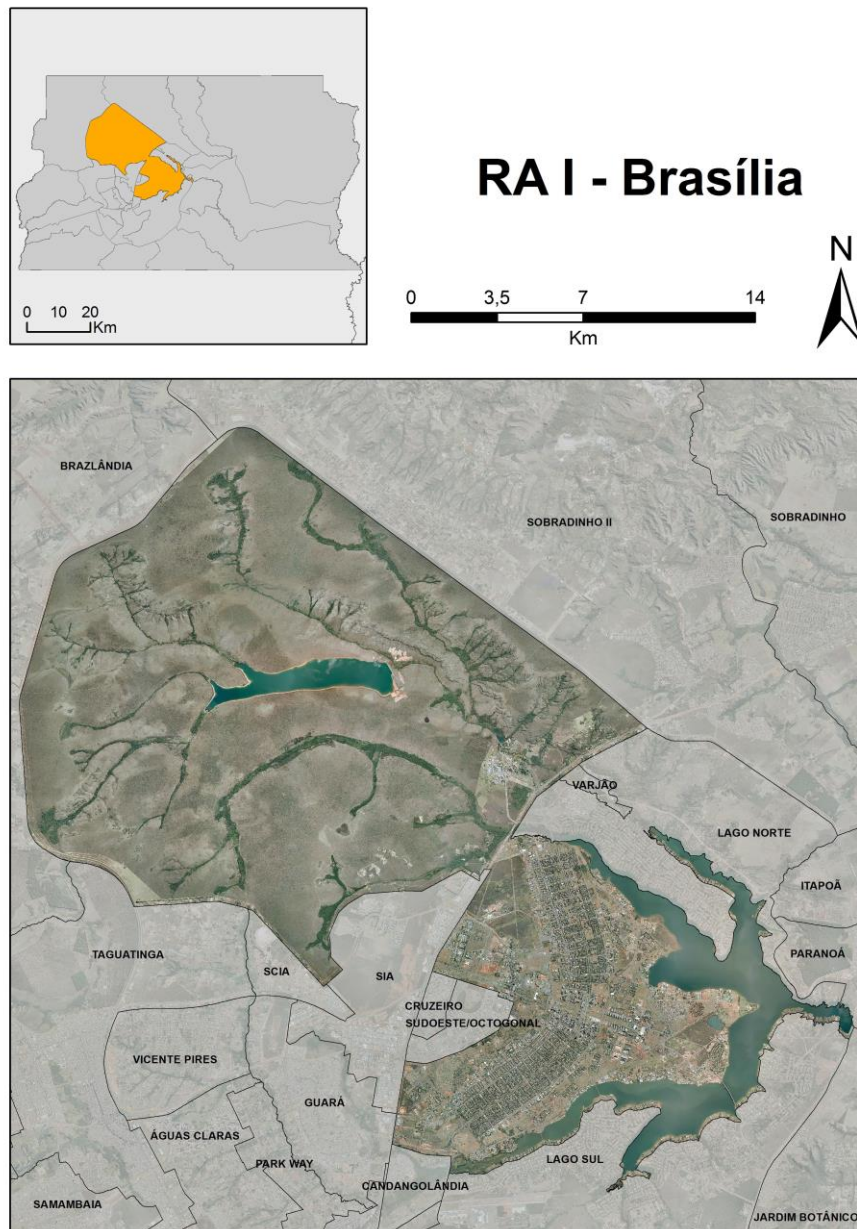 RA I - Brasília
N
0 3,5 7 14
Km
0 10 20
Km
BRAZLÂNDIA
SOBRADINHO II
SOBRADINHO
VARJÃO
LAGO NORTE
ITAPOÃ
PARANOÁ
TAGUATINGA
SCIA
SIA
CRUZEIRO
SUDOESTE/OCTOGONAL
VICENTE PIRES
GUARÁ
ÁGUAS CLARAS
PARK WAY
LAGO SUL
CANDANGOLÂNDIA
SAMAMBAIA
JARDIM BOTÂNICO